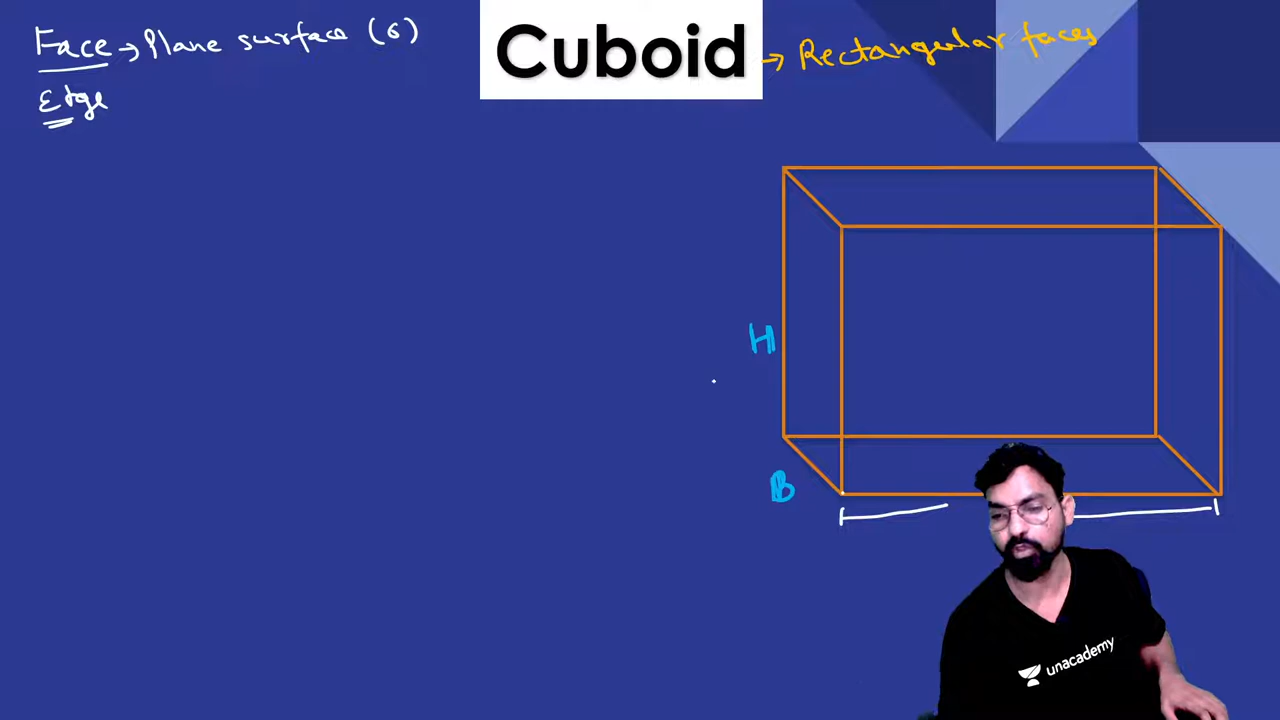 Face → Plane surface (6)
Cuboid → Rectangular faces
Edge
H
B
unacademy